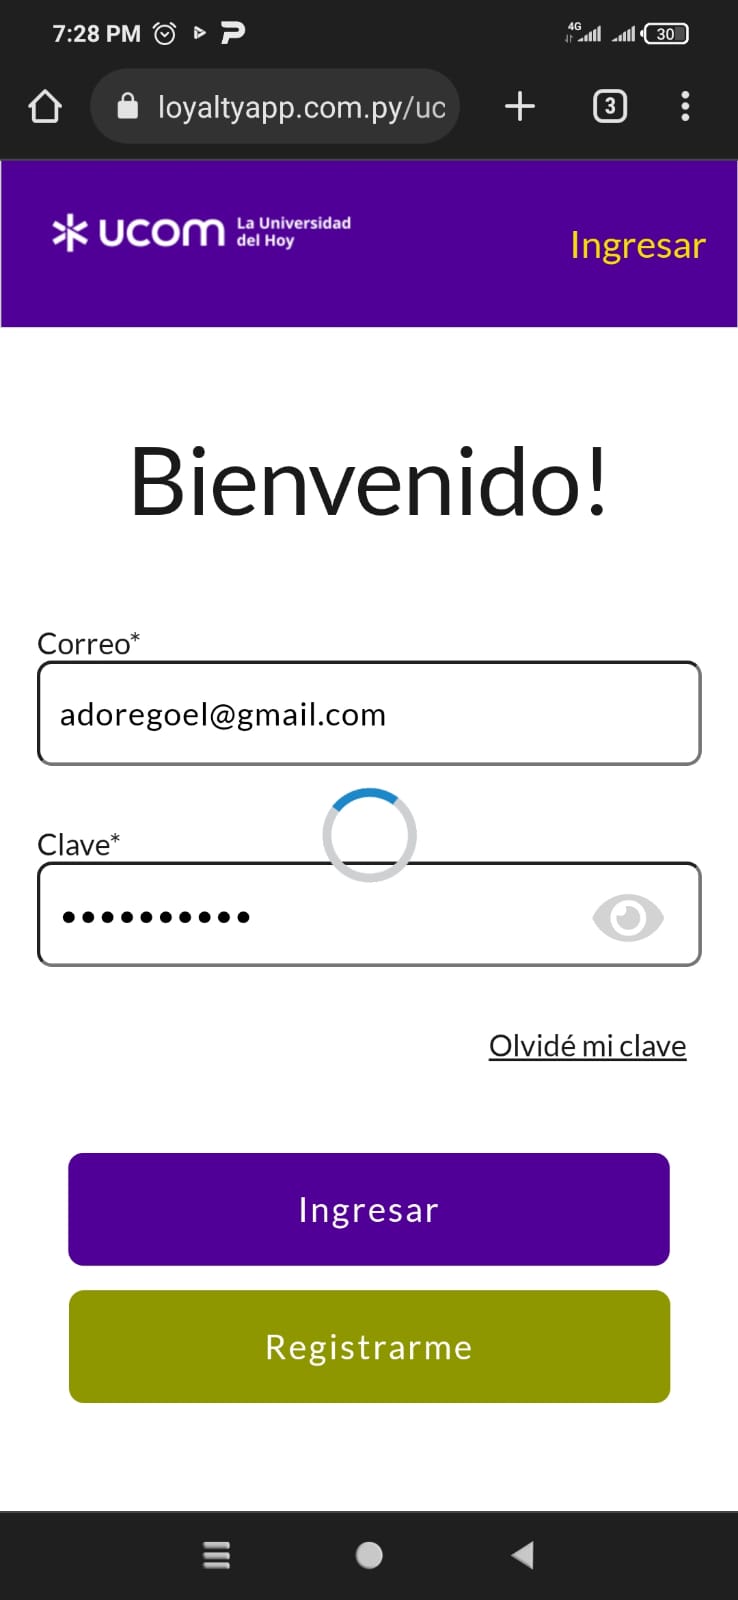 7:28 PM
4G
30
loyaltyapp.com.py/uc
3
ucom La Universidad
del Hoy
Ingresar
Bienvenido!
Correo*
adoregoel@gmail.com
Clave*
••••••••••
Olvidé mi clave
Ingresar
Registrarme